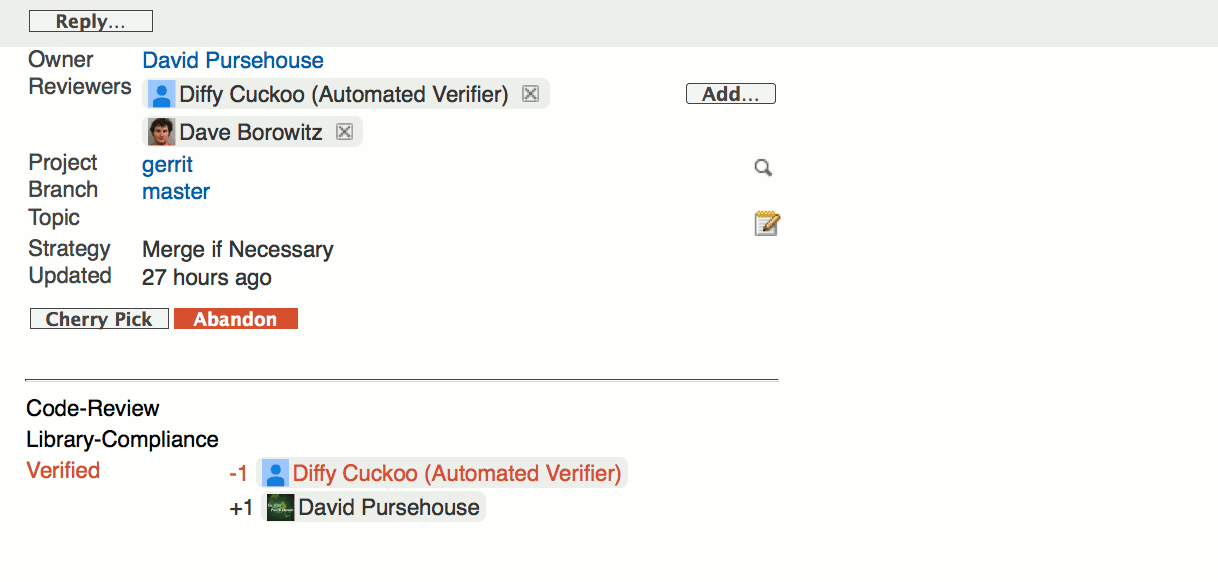 Reply...
Owner David Pursehouse
Reviewers Diffy Cuckoo (Automated Verifier) Add...
Dave Borowitz
Project gerrit
Branch master
Topic
Strategy Merge if Necessary
Updated 27 hours ago
Cherry Pick Abandon
Code-Review
Library-Compliance
Verified -1 Diffy Cuckoo (Automated Verifier)
+1 David Pursehouse